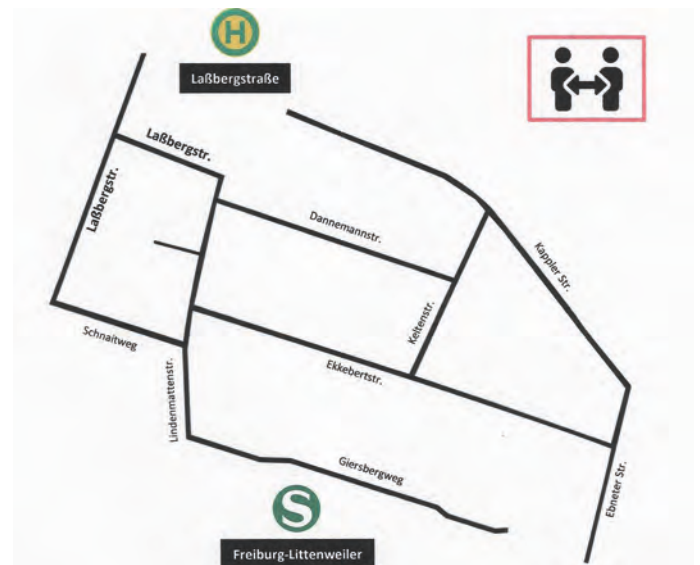 H
Laßbergstraße
Laßbergstr.
Laßbergstr.
Dannemannstr.
Kappler Str.
Keltenstr.
Schnaitweg
Ekkebertstr.
Lindenmattenstr.
Giersbergweg
Ebneter Str.
S
Freiburg-Littenweiler